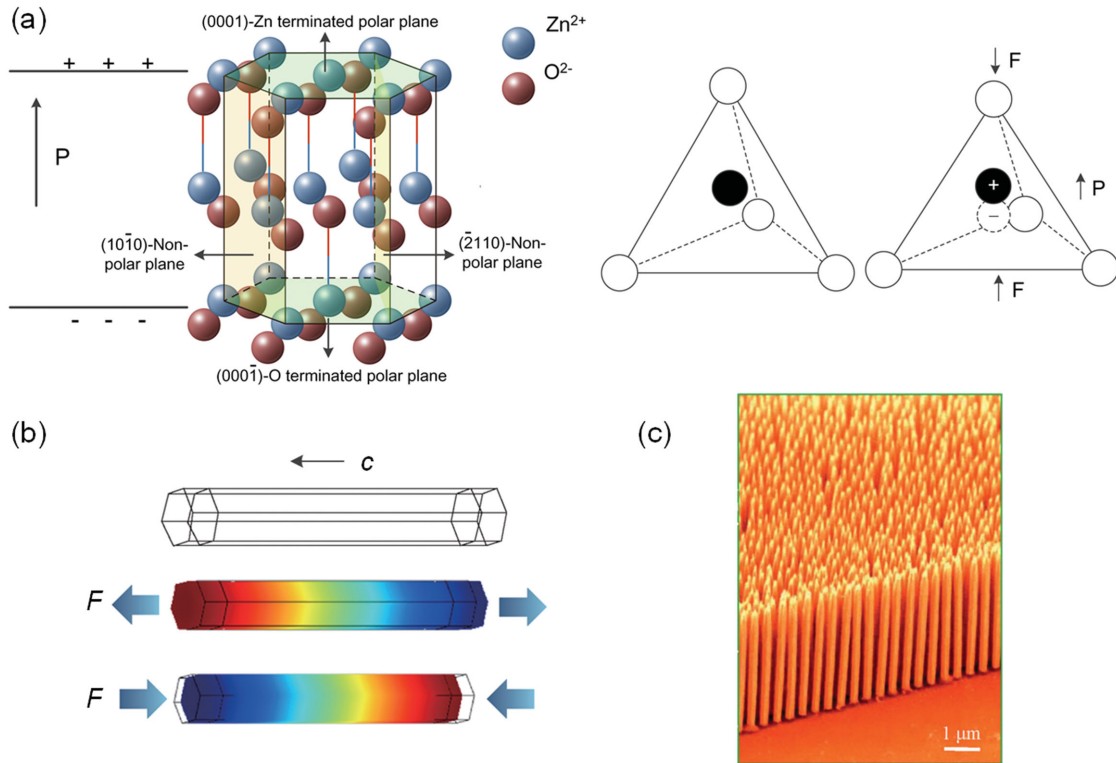 (a)
(0001)-Zn terminated polar plane
Zn²⁺
O²⁻
+ + +
P
- - -
(101̄0)-Non-
polar plane
(2̄110)-Non-
polar plane
(0001̄)-O terminated polar plane
F
+
−
P
F
(b)
c
F
F
(c)
1 μm